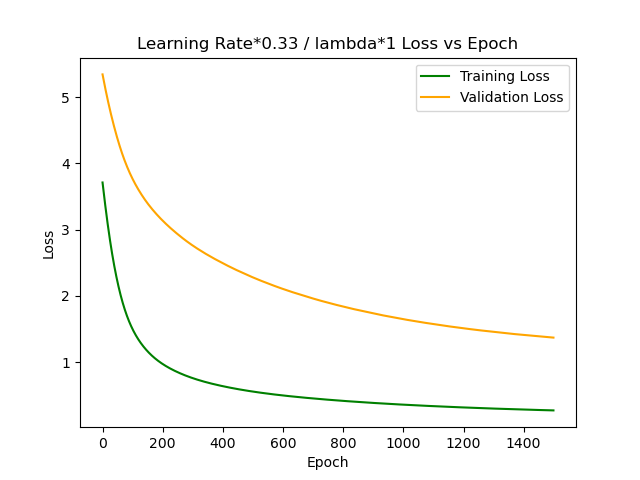 Learning Rate*0.33 / lambda*1 Loss vs Epoch
Training Loss
Validation Loss
5
4
3
2
1
Loss
0 200 400 600 800 1000 1200 1400
Epoch